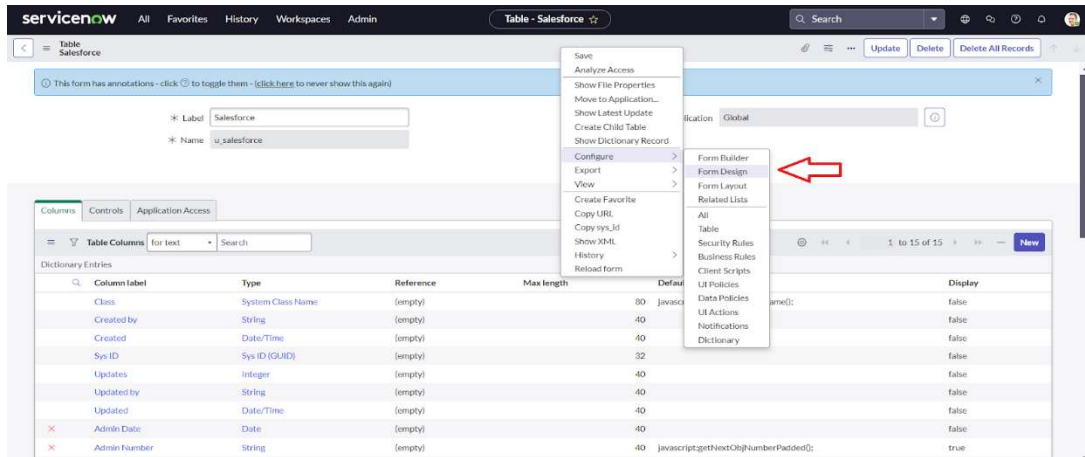 servicenow All Favorites History Workspaces Admin Table - Salesforce Search
Table
Salesforce
Update Delete Delete All Records
This form has annotations - click to toggle them - (click here to never show this again)
Label Salesforce
Name u_salesforce
lication Global
Save
Analyze Access
Show File Properties
Move to Application...
Show Latest Update
Create Child Table
Show Dictionary Record
Configure
Export
View
Create Favorite
Copy URL
Copy sys_id
Show XML
History
Reload form
Form Builder
Form Design
Form Layout
Related Lists
All
Table
Security Rules
Business Rules
Client Scripts
UI Policies
Data Policies
UI Actions
Notifications
Dictionary
Columns Controls Application Access
Table Columns for text Search 1 to 15 of 15 New
Dictionary Entries
Column label Type Reference Max length Defau Display
Class System Class Name (empty) 80 javasc ame(); false
Created by String (empty) 40 false
Created Date/Time (empty) 40 false
Sys ID Sys ID (GUID) (empty) 32 false
Updates Integer (empty) 40 false
Updated by String (empty) 40 false
Updated Date/Time (empty) 40 false
Admin Date Date (empty) 40 false
Admin Number String (empty) 40 javascript:getNextObjNumberPadded(); true